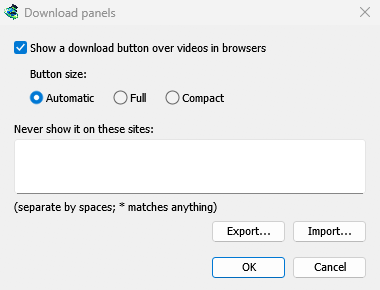 Download panels
Show a download button over videos in browsers
Button size:
Automatic Full Compact
Never show it on these sites:
(separate by spaces; * matches anything)
Export... Import...
OK Cancel